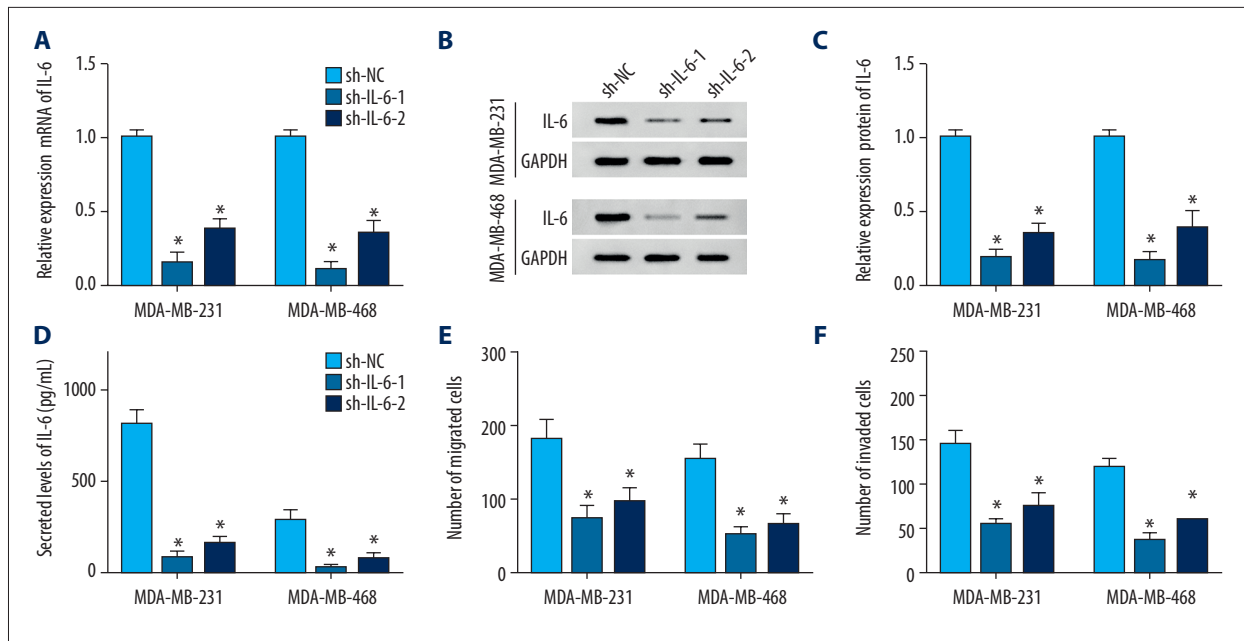 A
Relative expression mRNA of IL-6
1.5
1.0
0.5
0.0
sh-NC
sh-IL-6-1
sh-IL-6-2
*
*
*
*
MDA-MB-231
MDA-MB-468
B
sh-NC
sh-IL-6-1
sh-IL-6-2
MDA-MB-231
IL-6
GAPDH
MDA-MB-468
IL-6
GAPDH
C
Relative expression protein of IL-6
1.5
1.0
0.5
0.0
*
*
*
*
MDA-MB-231
MDA-MB-468
D
Secreted levels of IL-6 (pg/mL)
1000
500
0
sh-NC
sh-IL-6-1
sh-IL-6-2
*
*
*
*
MDA-MB-231
MDA-MB-468
E
Number of migrated cells
300
200
100
0
*
*
*
*
MDA-MB-231
MDA-MB-468
F
Number of invaded cells
250
200
150
100
50
0
*
*
*
*
MDA-MB-231
MDA-MB-468